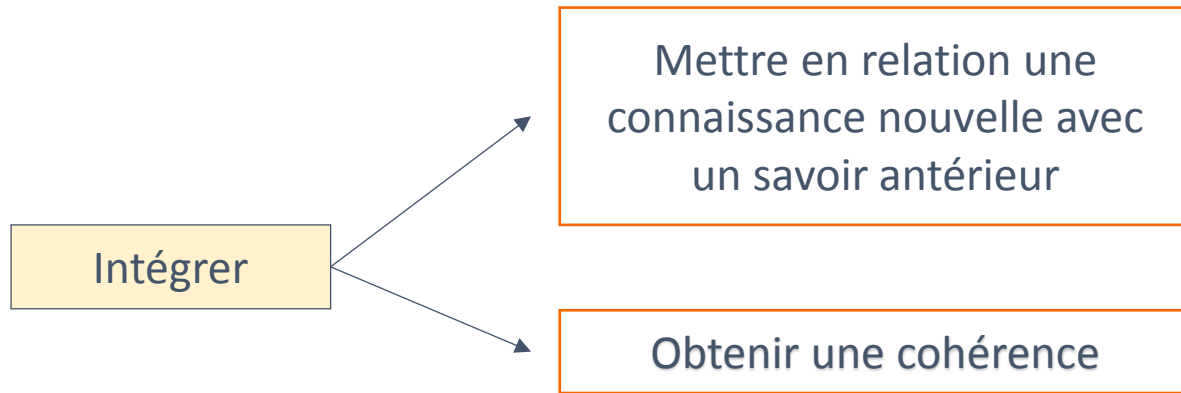 Mettre en relation une
connaissance nouvelle avec
un savoir antérieur
Intégrer
Obtenir une cohérence